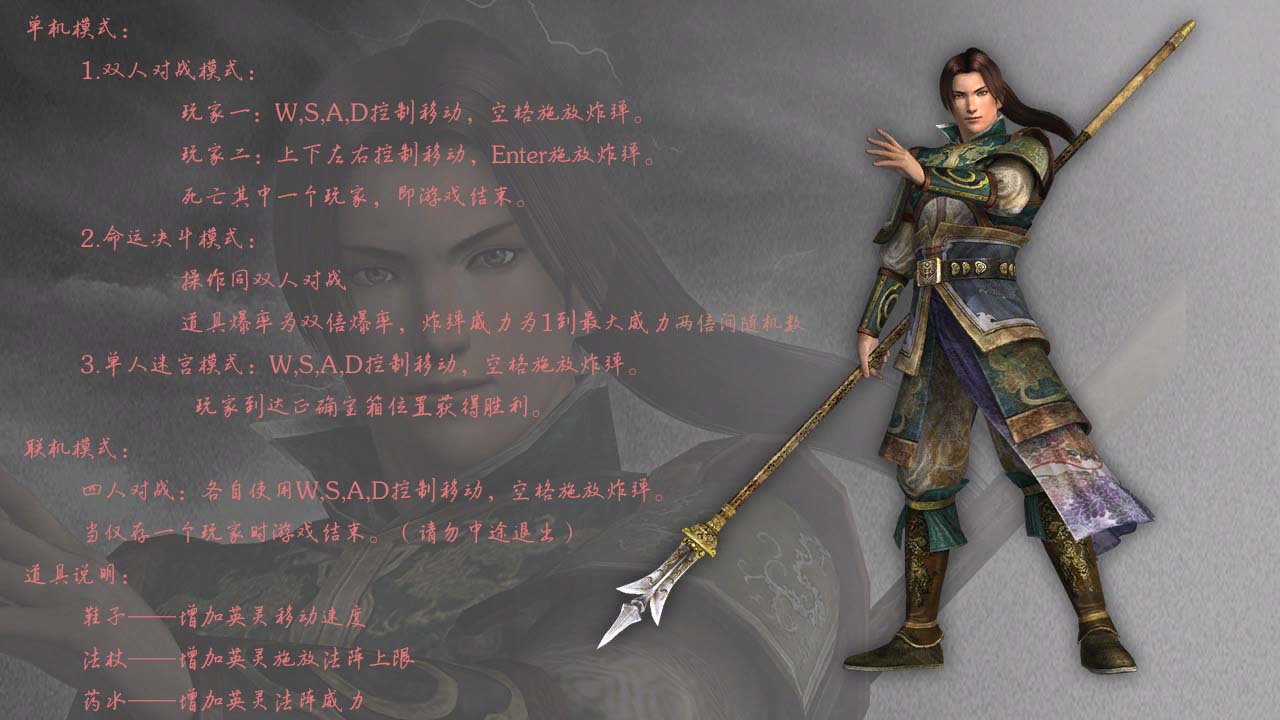 单机模式：
1.双人对战模式：
玩家一：W,S,A,D控制移动，空格施放炸弹。
玩家二：上下左右控制移动，Enter施放炸弹。
死亡其中一个玩家，即游戏结束。
2.命运决斗模式：
操作同双人对战
道具爆率为双倍爆率，炸弹威力为1到最大威力两倍间随机数
3.单人迷宫模式：W,S,A,D控制移动，空格施放炸弹。
玩家到达正确宝箱位置获得胜利。
联机模式：
四人对战：各自使用W,S,A,D控制移动，空格施放炸弹。
当仅存一个玩家时游戏结束。（请勿中途退出）
道具说明：
鞋子——增加英灵移动速度
法杖——增加英灵施放法阵上限
药水——增加英灵法阵威力